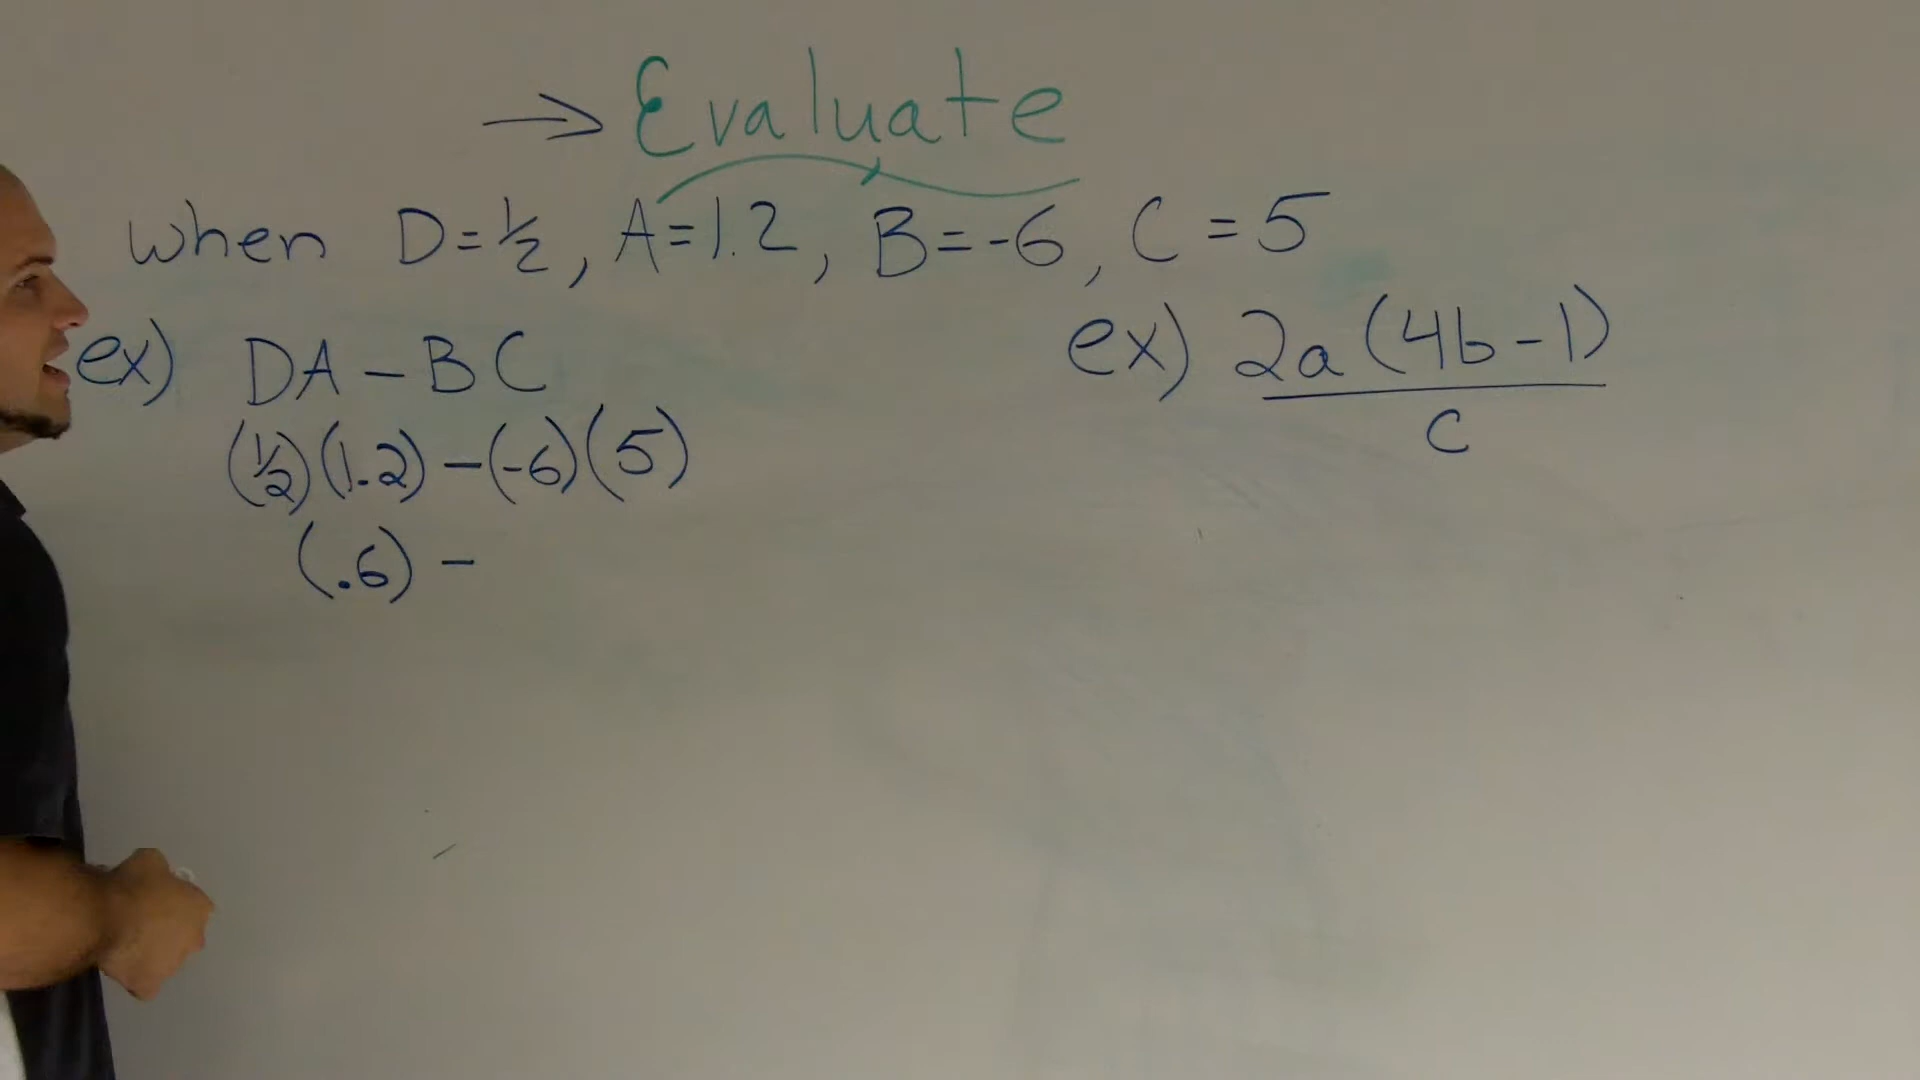 → Evaluate
when D=1/2, A=1.2, B=-6, C=5
ex) DA-BC
(1/2)(1.2)-(-6)(5)
(.6)-
ex) 2a(4b-1)
c